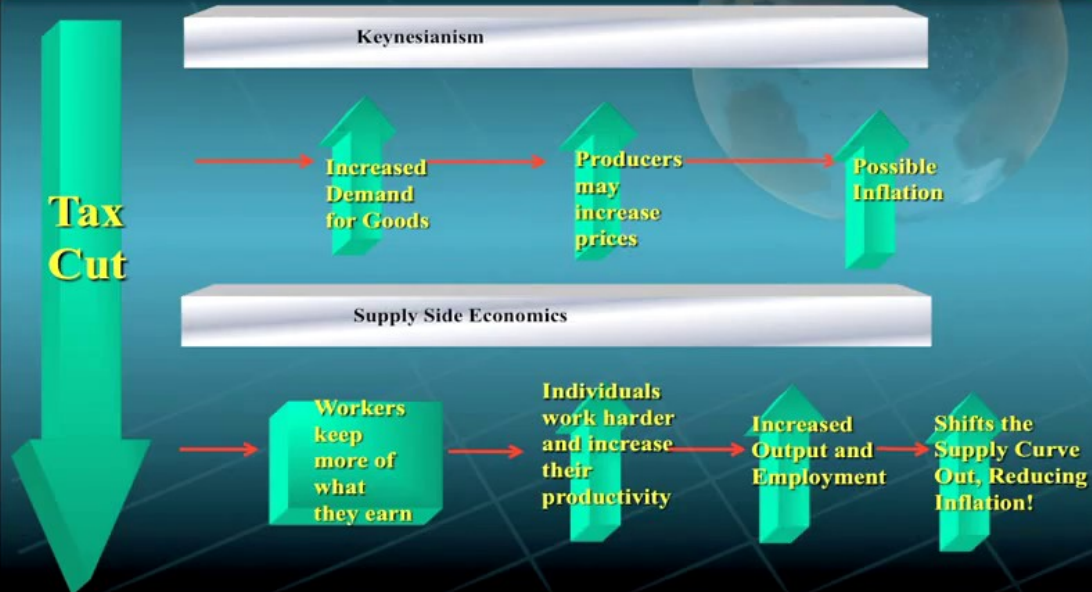 Keynesianism
Tax
Cut
Increased
Demand
for Goods
Producers
may
increase
prices
Possible
Inflation
Supply Side Economics
Workers
keep
more of
what
they earn
Individuals
work harder
and increase
their
productivity
Increased
Output and
Employment
Shifts the
Supply Curve
Out, Reducing
Inflation!